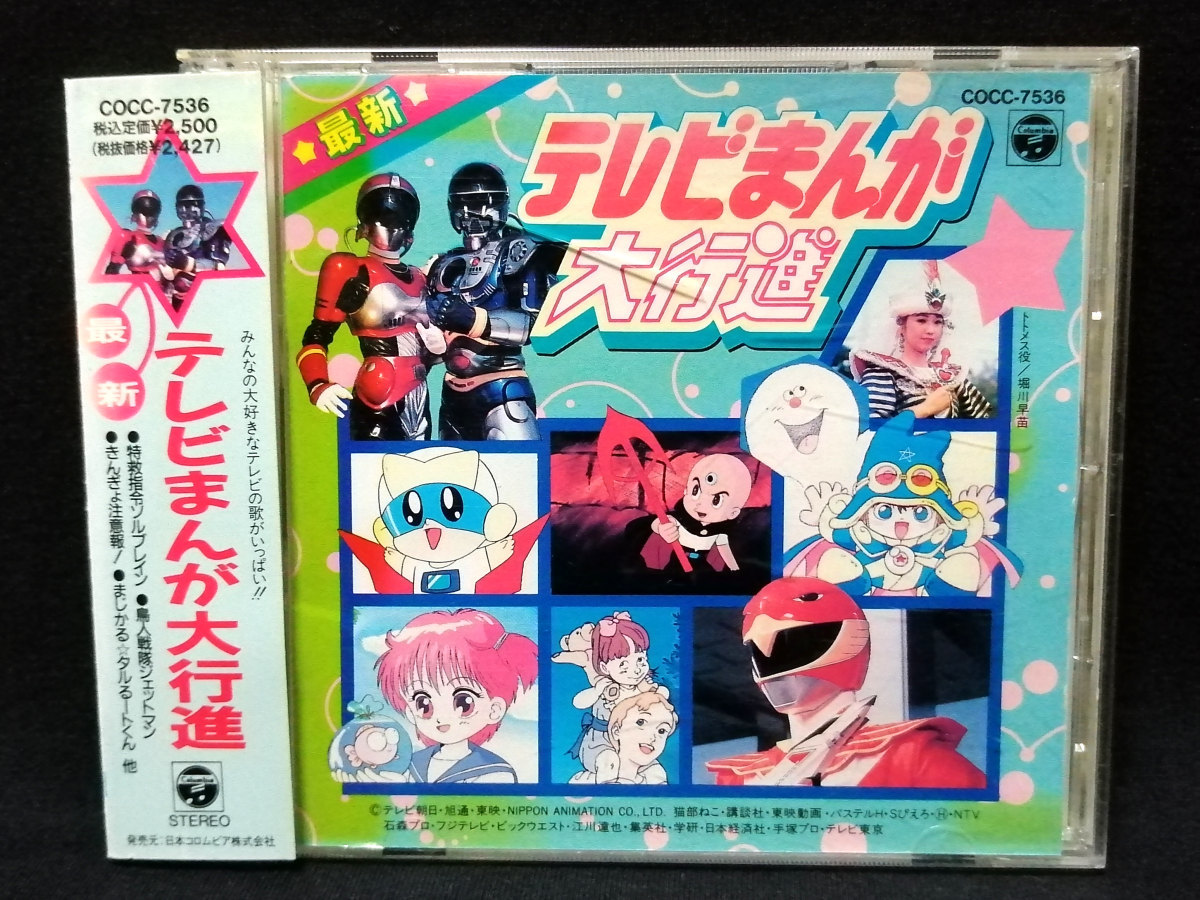 COCC-7536
税込定価¥2,500
(税抜価格¥2,427)
最新
テレビまんが大行進
みんなの大好きなテレビの歌がいっぱい!!
●特救指令ソルブレイン ●鳥人戦隊ジェットマン
●きんぎょ注意報! ●まじかる☆タルるートくん 他
Columbia
STEREO
発売元:日本コロムビア株式会社
最新
COCC-7536
Columbia
テレビまんが
大行進
トトメス役/堀川早苗
©テレビ朝日・旭通・東映・NIPPON ANIMATION CO., LTD. 猫部ねこ・講談社・東映動画・パステルH・Sぴえろ・Ⓗ・NTV
石森プロ・フジテレビ・ビックウエスト・江川達也・集英社・学研・日本経済社・手塚プロ・テレビ東京